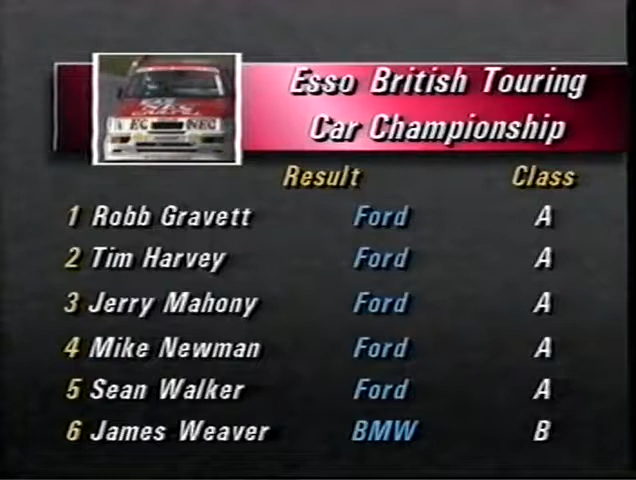 Esso British Touring
Car Championship
Result Class
1 Robb Gravett Ford A
2 Tim Harvey Ford A
3 Jerry Mahony Ford A
4 Mike Newman Ford A
5 Sean Walker Ford A
6 James Weaver BMW B
NEC